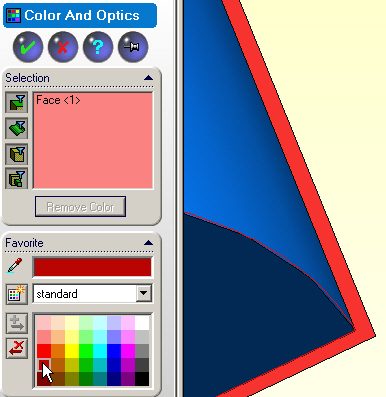 Color And Optics
?
Selection
Face <1>
Remove Color
Favorite
standard